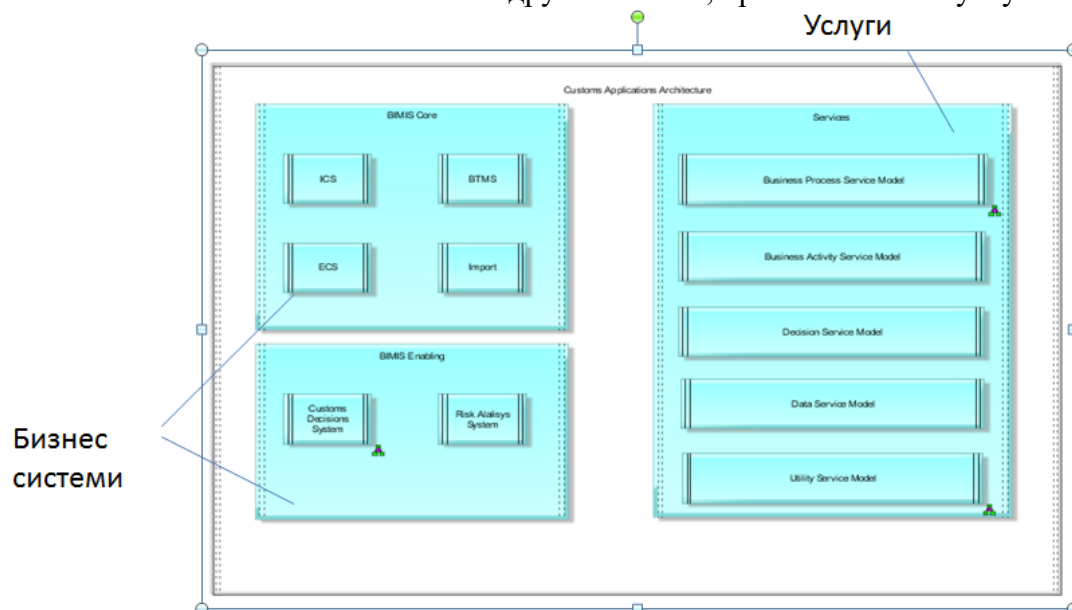 Услуги
Customs Applications Architecture
BIMIS Core
ICS
BTMS
ECS
Import
BIMIS Enabling
Customs
Decisions
System
Risk Alalisys
System
Services
Business Process Service Model
Business Activity Service Model
Decision Service Model
Data Service Model
Utility Service Model
Бизнес
системи